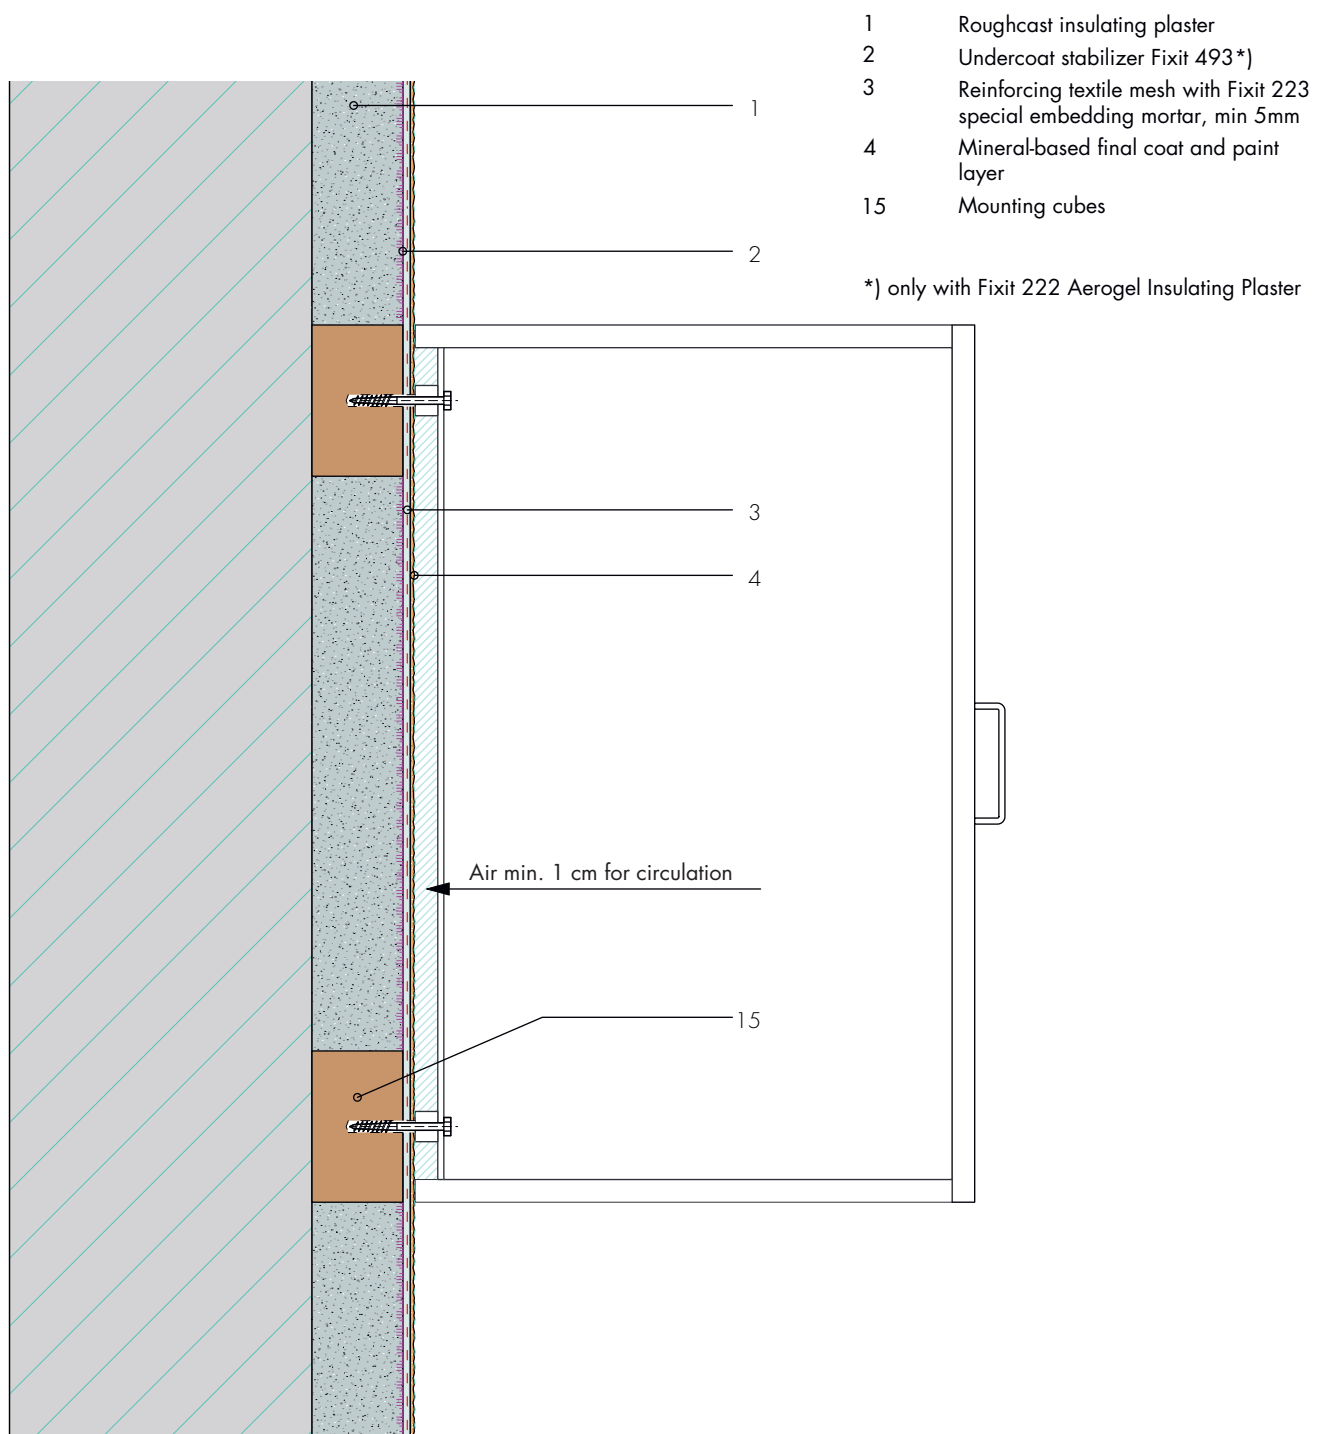 1 Roughcast insulating plaster
2 Undercoat stabilizer Fixit 493*)
3 Reinforcing textile mesh with Fixit 223
special embedding mortar, min 5mm
4 Mineral-based final coat and paint
layer
15 Mounting cubes
*) only with Fixit 222 Aerogel Insulating Plaster
1
2
3
4
Air min. 1 cm for circulation
15